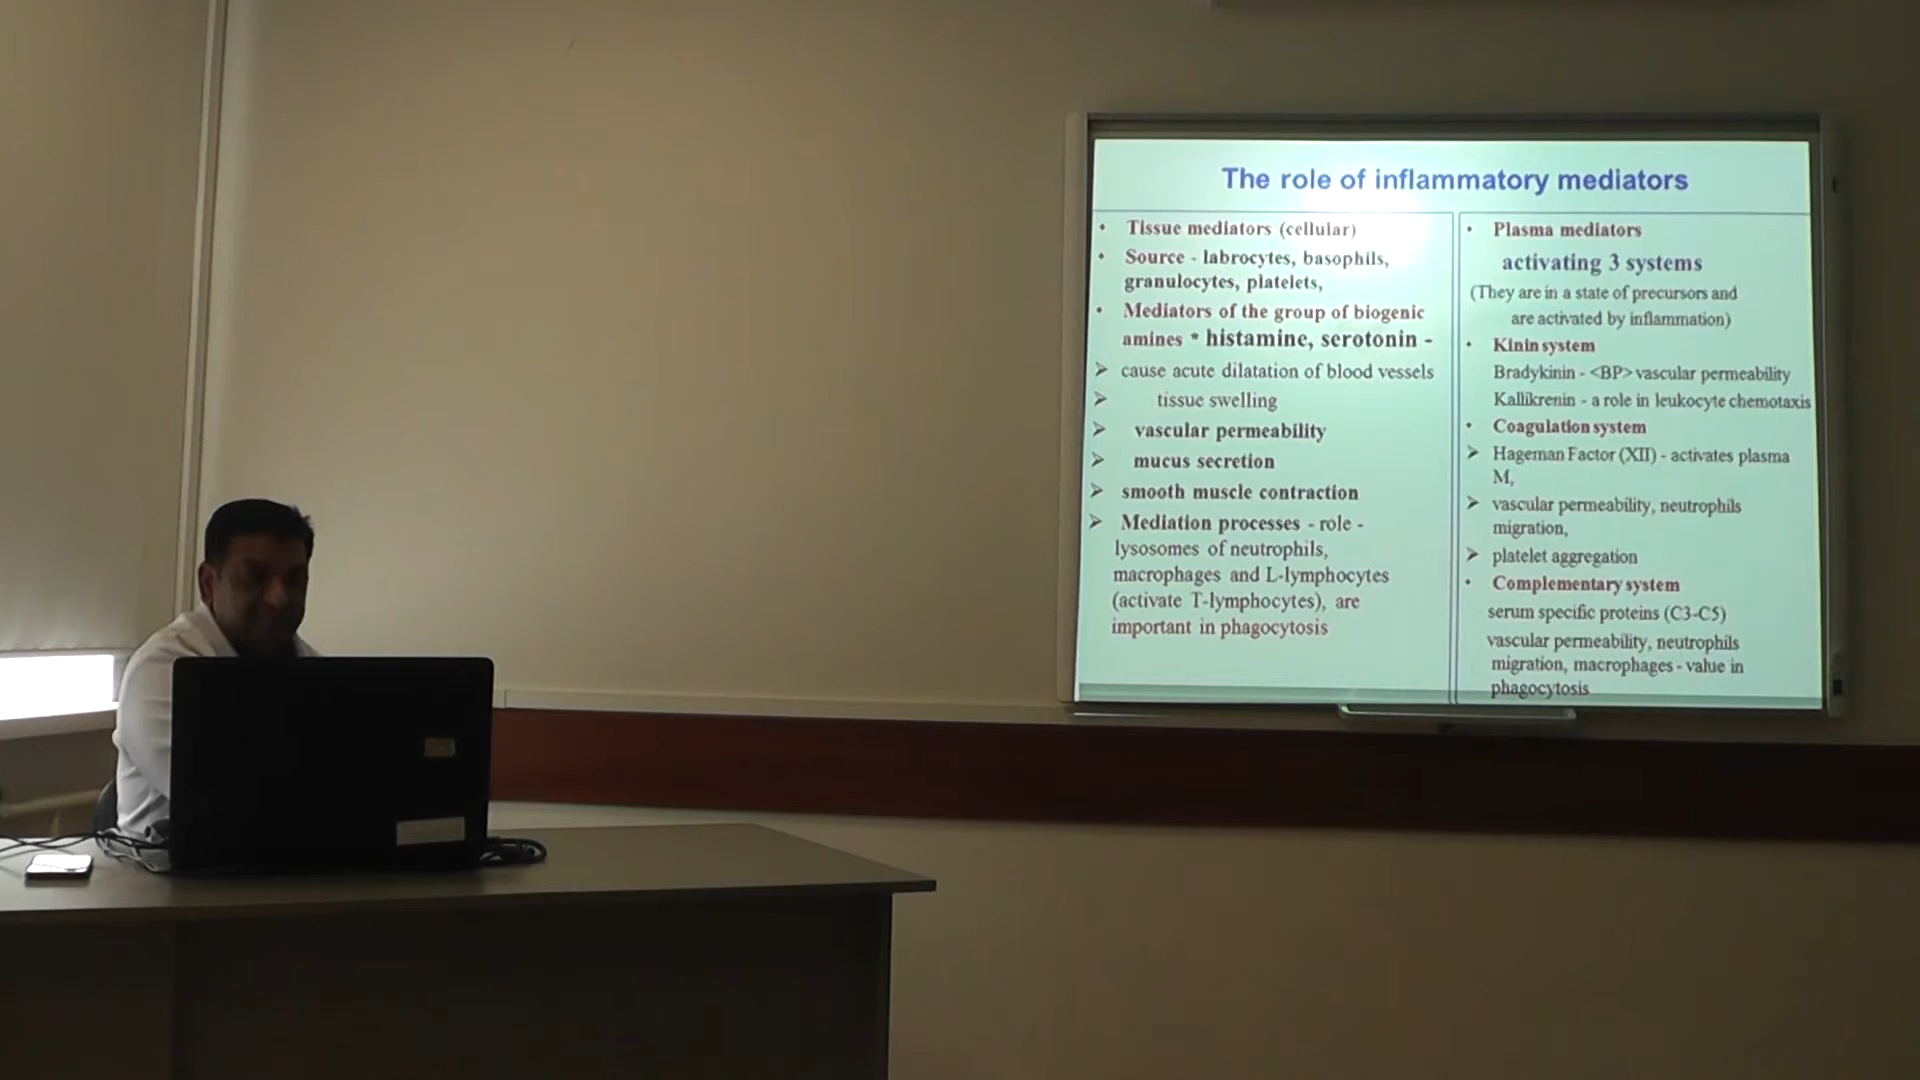 The role of inflammatory mediators
• Tissue mediators (cellular)
• Source - labrocytes, basophils,
granulocytes, platelets,
• Mediators of the group of biogenic
amines * histamine, serotonin -
➢ cause acute dilatation of blood vessels
➢ tissue swelling
➢ vascular permeability
➢ mucus secretion
➢ smooth muscle contraction
➢ Mediation processes - role -
lysosomes of neutrophils,
macrophages and L-lymphocytes
(activate T-lymphocytes), are
important in phagocytosis
• Plasma mediators
activating 3 systems
(They are in a state of precursors and
are activated by inflammation)
• Kinin system
Bradykinin - <BP> vascular permeability
Kallikrenin - a role in leukocyte chemotaxis
• Coagulation system
➢ Hageman Factor (XII) - activates plasma
M,
➢ vascular permeability, neutrophils
migration,
➢ platelet aggregation
• Complementary system
serum specific proteins (C3-C5)
vascular permeability, neutrophils
migration, macrophages - value in
phagocytosis